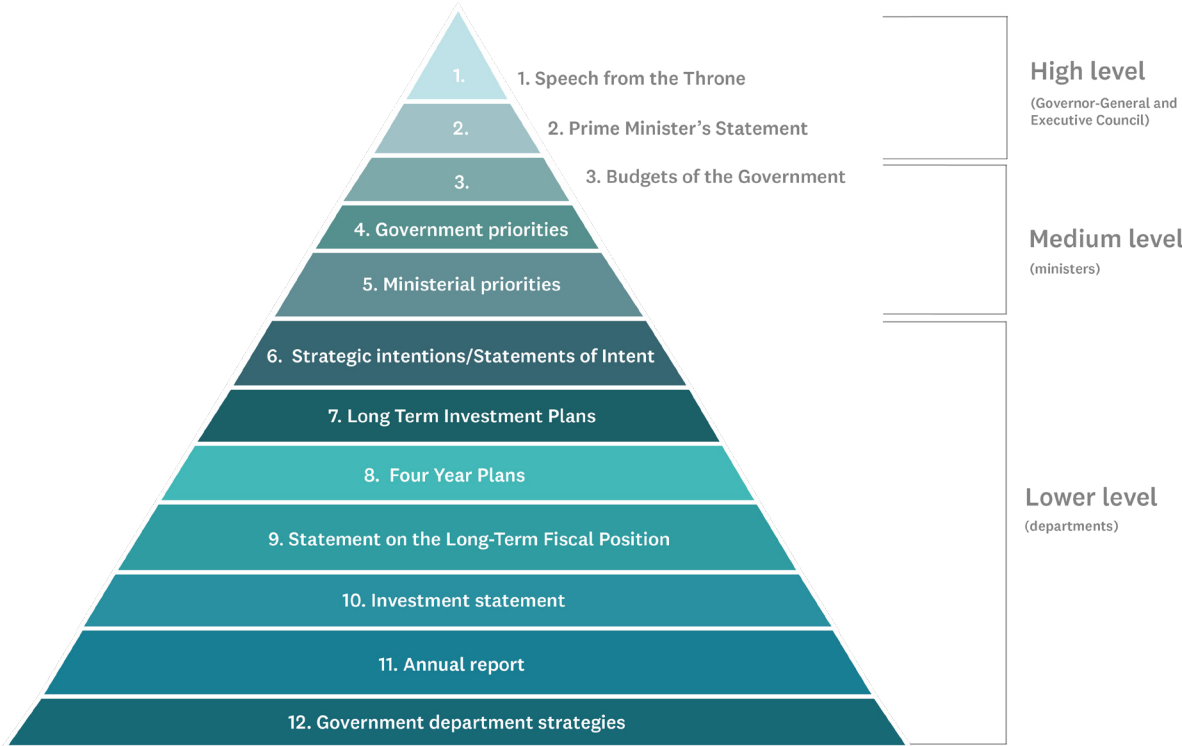 1.
1. Speech from the Throne
2.
2. Prime Minister’s Statement
3.
3. Budgets of the Government
4. Government priorities
5. Ministerial priorities
6. Strategic intentions/Statements of Intent
7. Long Term Investment Plans
8. Four Year Plans
9. Statement on the Long-Term Fiscal Position
10. Investment statement
11. Annual report
12. Government department strategies
High level
(Governor-General and
Executive Council)
Medium level
(ministers)
Lower level
(departments)